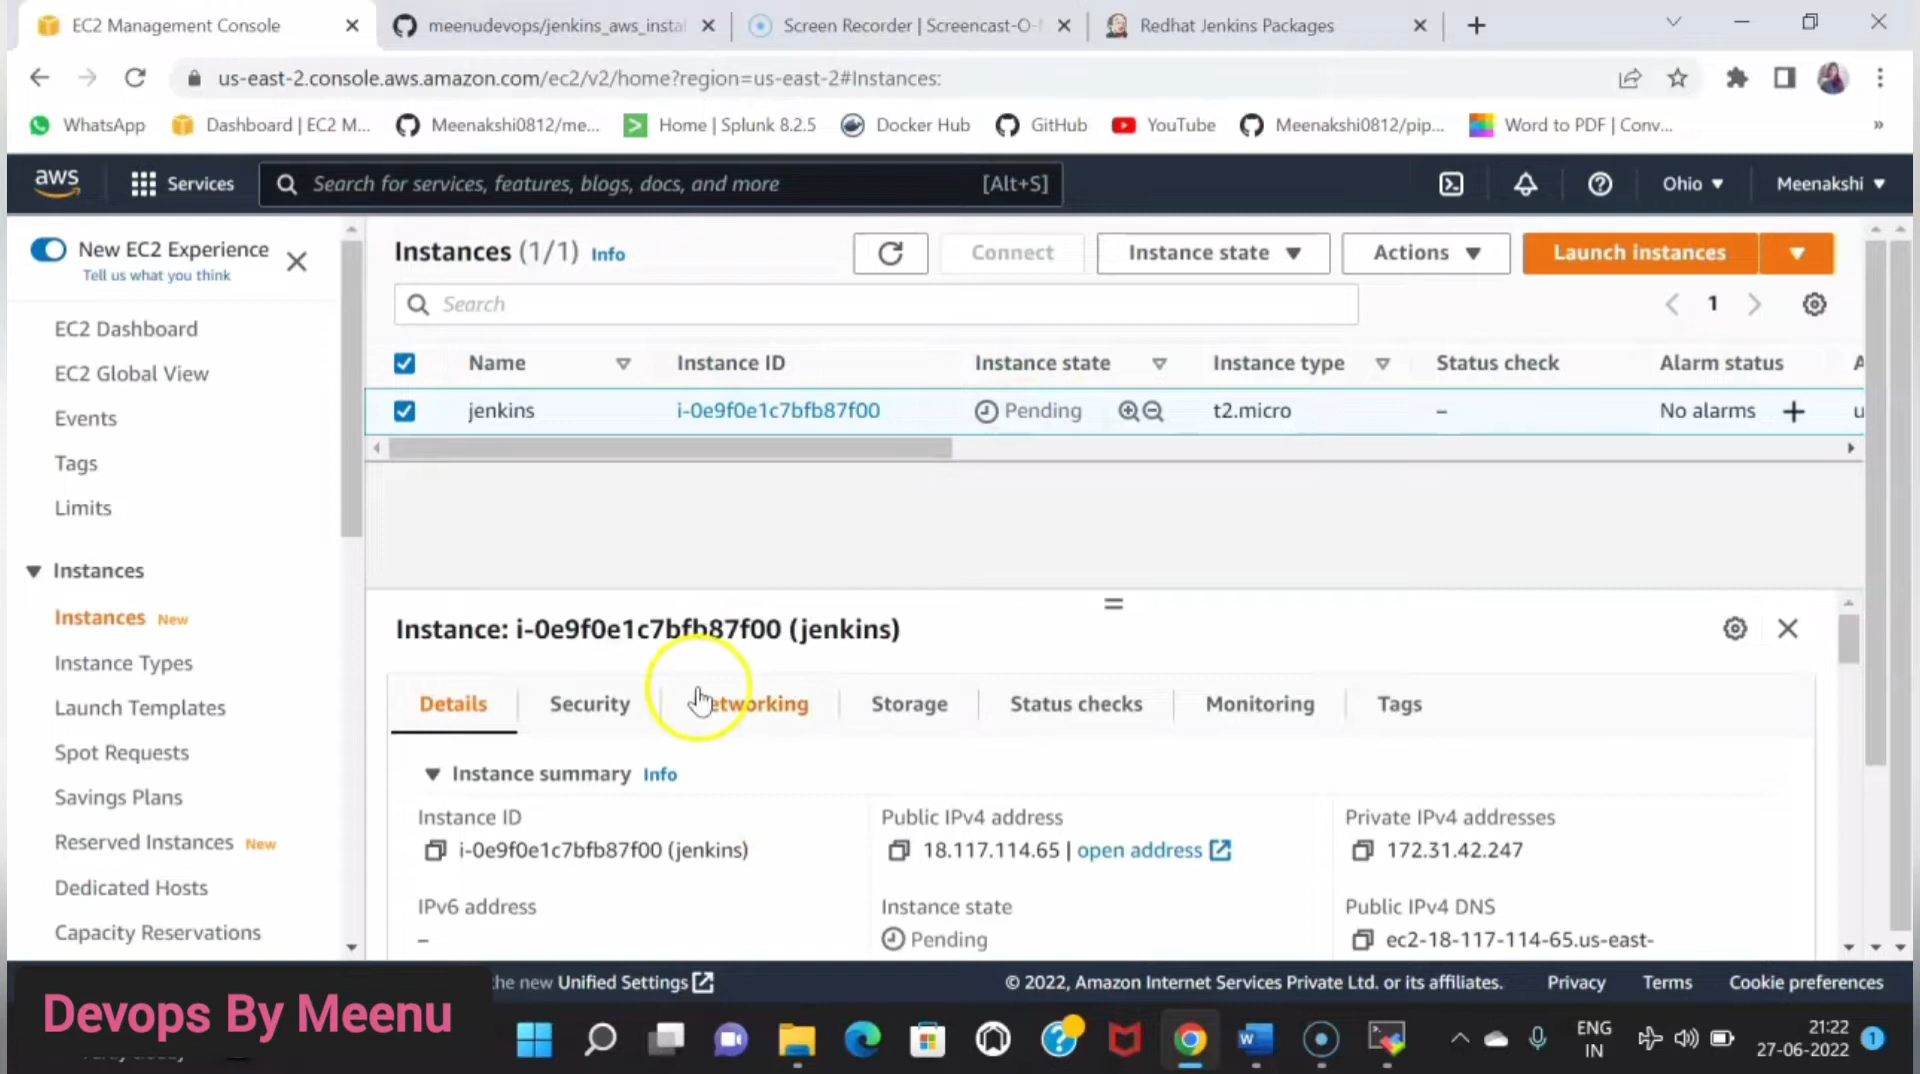 EC2 Management Console
meenudevops/jenkins_aws_instal
Screen Recorder | Screencast-O-
Redhat Jenkins Packages
us-east-2.console.aws.amazon.com/ec2/v2/home?region=us-east-2#Instances:
WhatsApp
Dashboard | EC2 M...
Meenakshi0812/me...
Home | Splunk 8.2.5
Docker Hub
GitHub
YouTube
Meenakshi0812/pip...
Word to PDF | Conv...
»
aws
Services
Search for services, features, blogs, docs, and more
[Alt+S]
Ohio
Meenakshi
New EC2 Experience
Tell us what you think
EC2 Dashboard
EC2 Global View
Events
Tags
Limits
Instances
Instances New
Instance Types
Launch Templates
Spot Requests
Savings Plans
Reserved Instances New
Dedicated Hosts
Capacity Reservations
Instances (1/1) Info
Connect
Instance state
Actions
Launch instances
Search
1
Name
Instance ID
Instance state
Instance type
Status check
Alarm status
A
jenkins
i-0e9f0e1c7bfb87f00
Pending
t2.micro
–
No alarms
u
Instance: i-0e9f0e1c7bfb87f00 (jenkins)
Details
Security
etworking
Storage
Status checks
Monitoring
Tags
Instance summary Info
Instance ID
i-0e9f0e1c7bfb87f00 (jenkins)
Public IPv4 address
18.117.114.65 | open address
Private IPv4 addresses
172.31.42.247
IPv6 address
–
Instance state
Pending
Public IPv4 DNS
ec2-18-117-114-65.us-east-
the new Unified Settings
© 2022, Amazon Internet Services Private Ltd. or its affiliates.
Privacy
Terms
Cookie preferences
Devops By Meenu
ENG
IN
21:22
27-06-2022
1